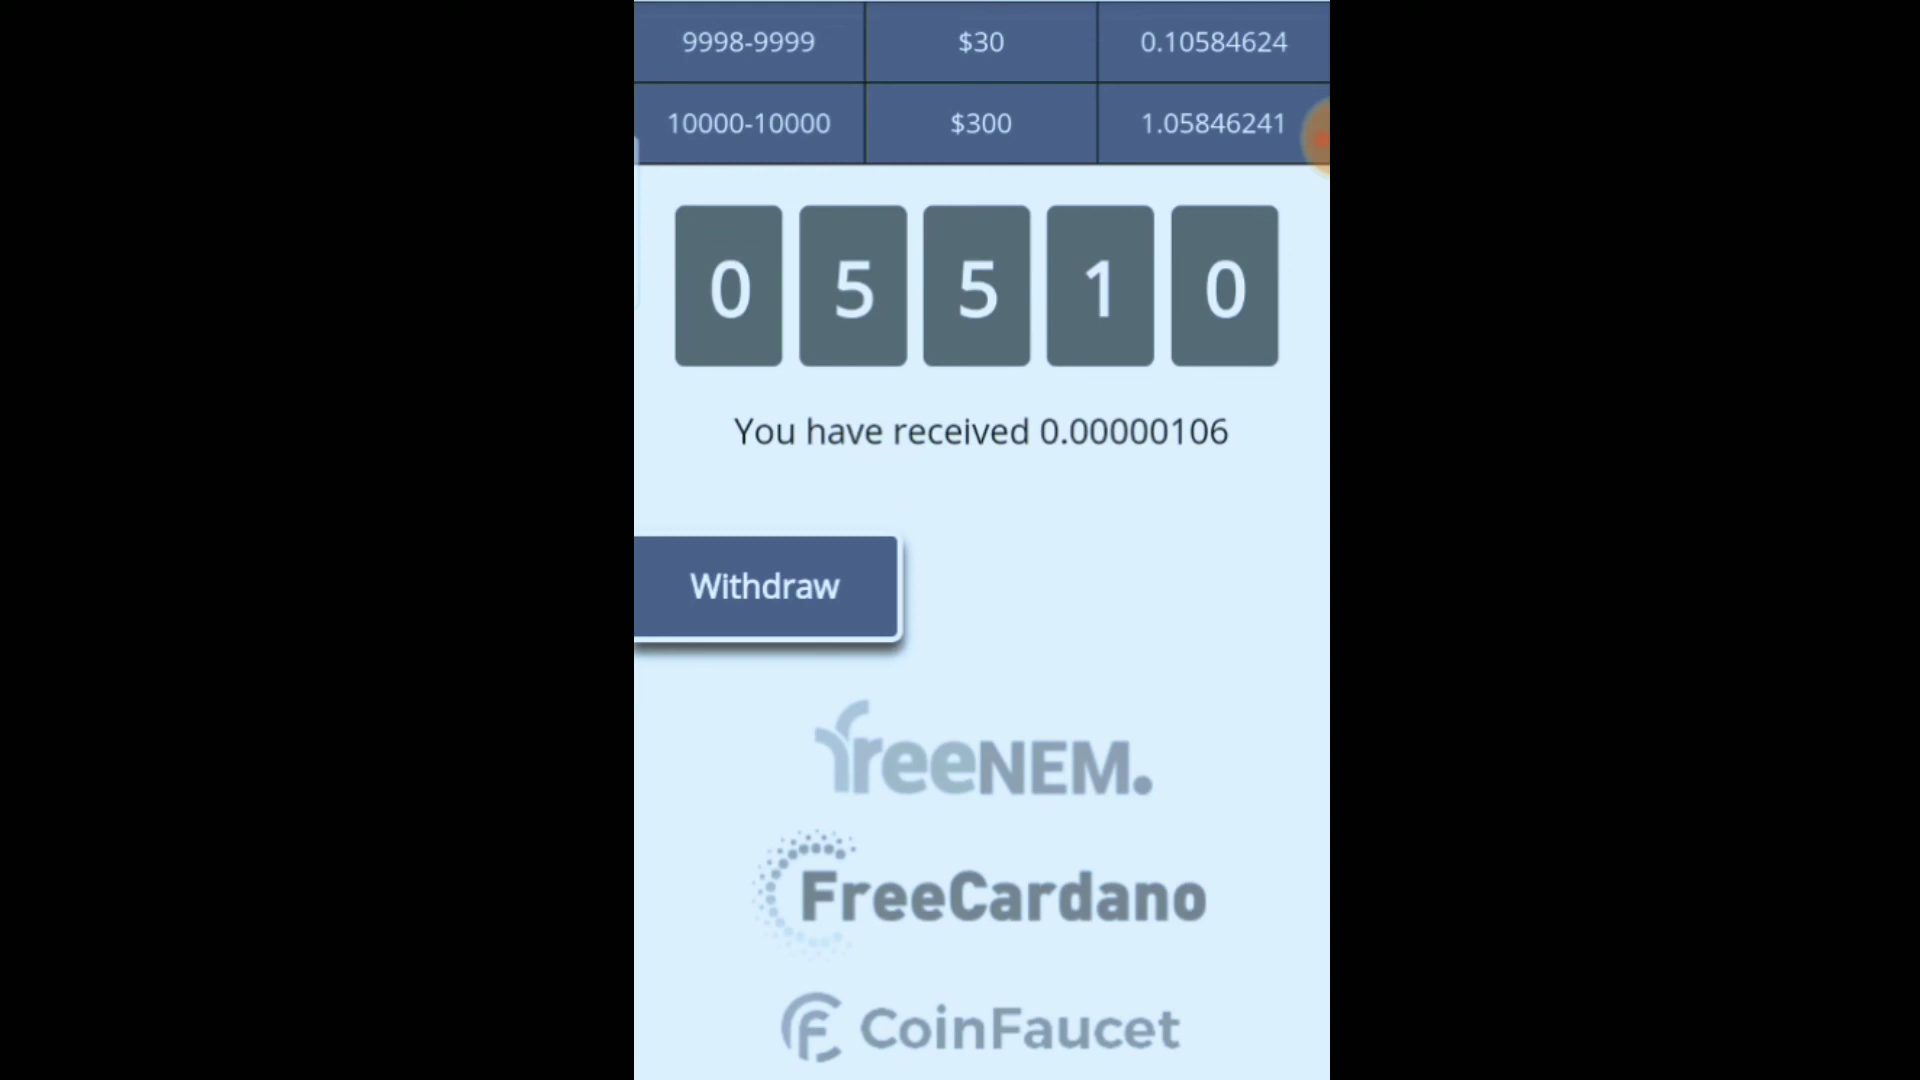 9998-9999 $30 0.10584624
10000-10000 $300 1.05846241
0 5 5 1 0
You have received 0.00000106
Withdraw
freeNEM.
FreeCardano
CoinFaucet